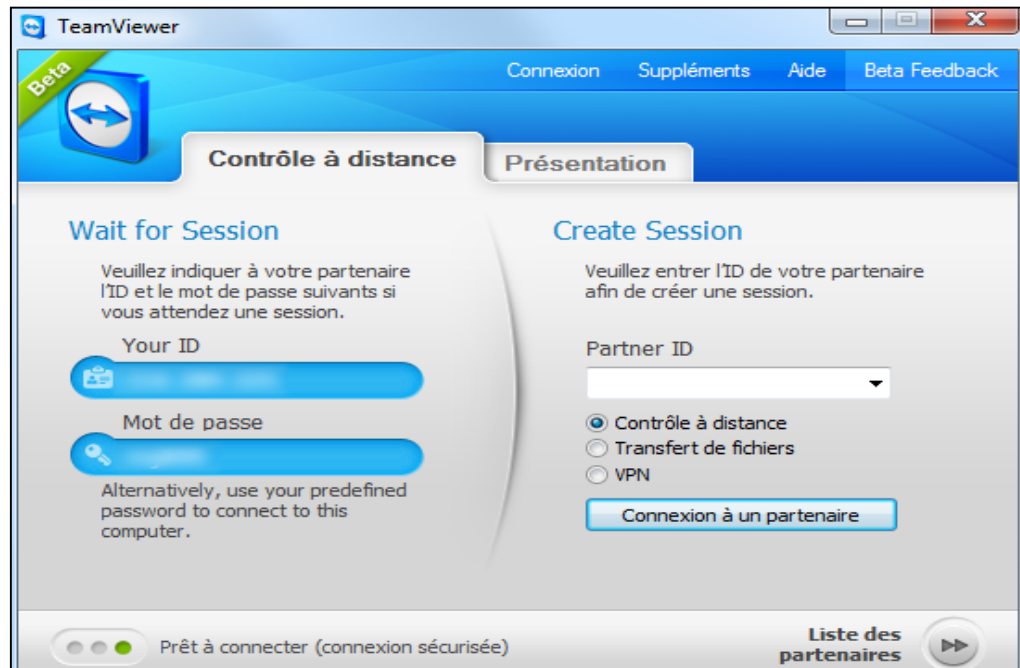 TeamViewer
Beta
Connexion Suppléments Aide Beta Feedback
Contrôle à distance Présentation
Wait for Session
Veuillez indiquer à votre partenaire
l'ID et le mot de passe suivants si
vous attendez une session.
Your ID
Mot de passe
Alternatively, use your predefined
password to connect to this
computer.
Create Session
Veuillez entrer l'ID de votre partenaire
afin de créer une session.
Partner ID
Contrôle à distance
Transfert de fichiers
VPN
Connexion à un partenaire
Prêt à connecter (connexion sécurisée)
Liste des
partenaires